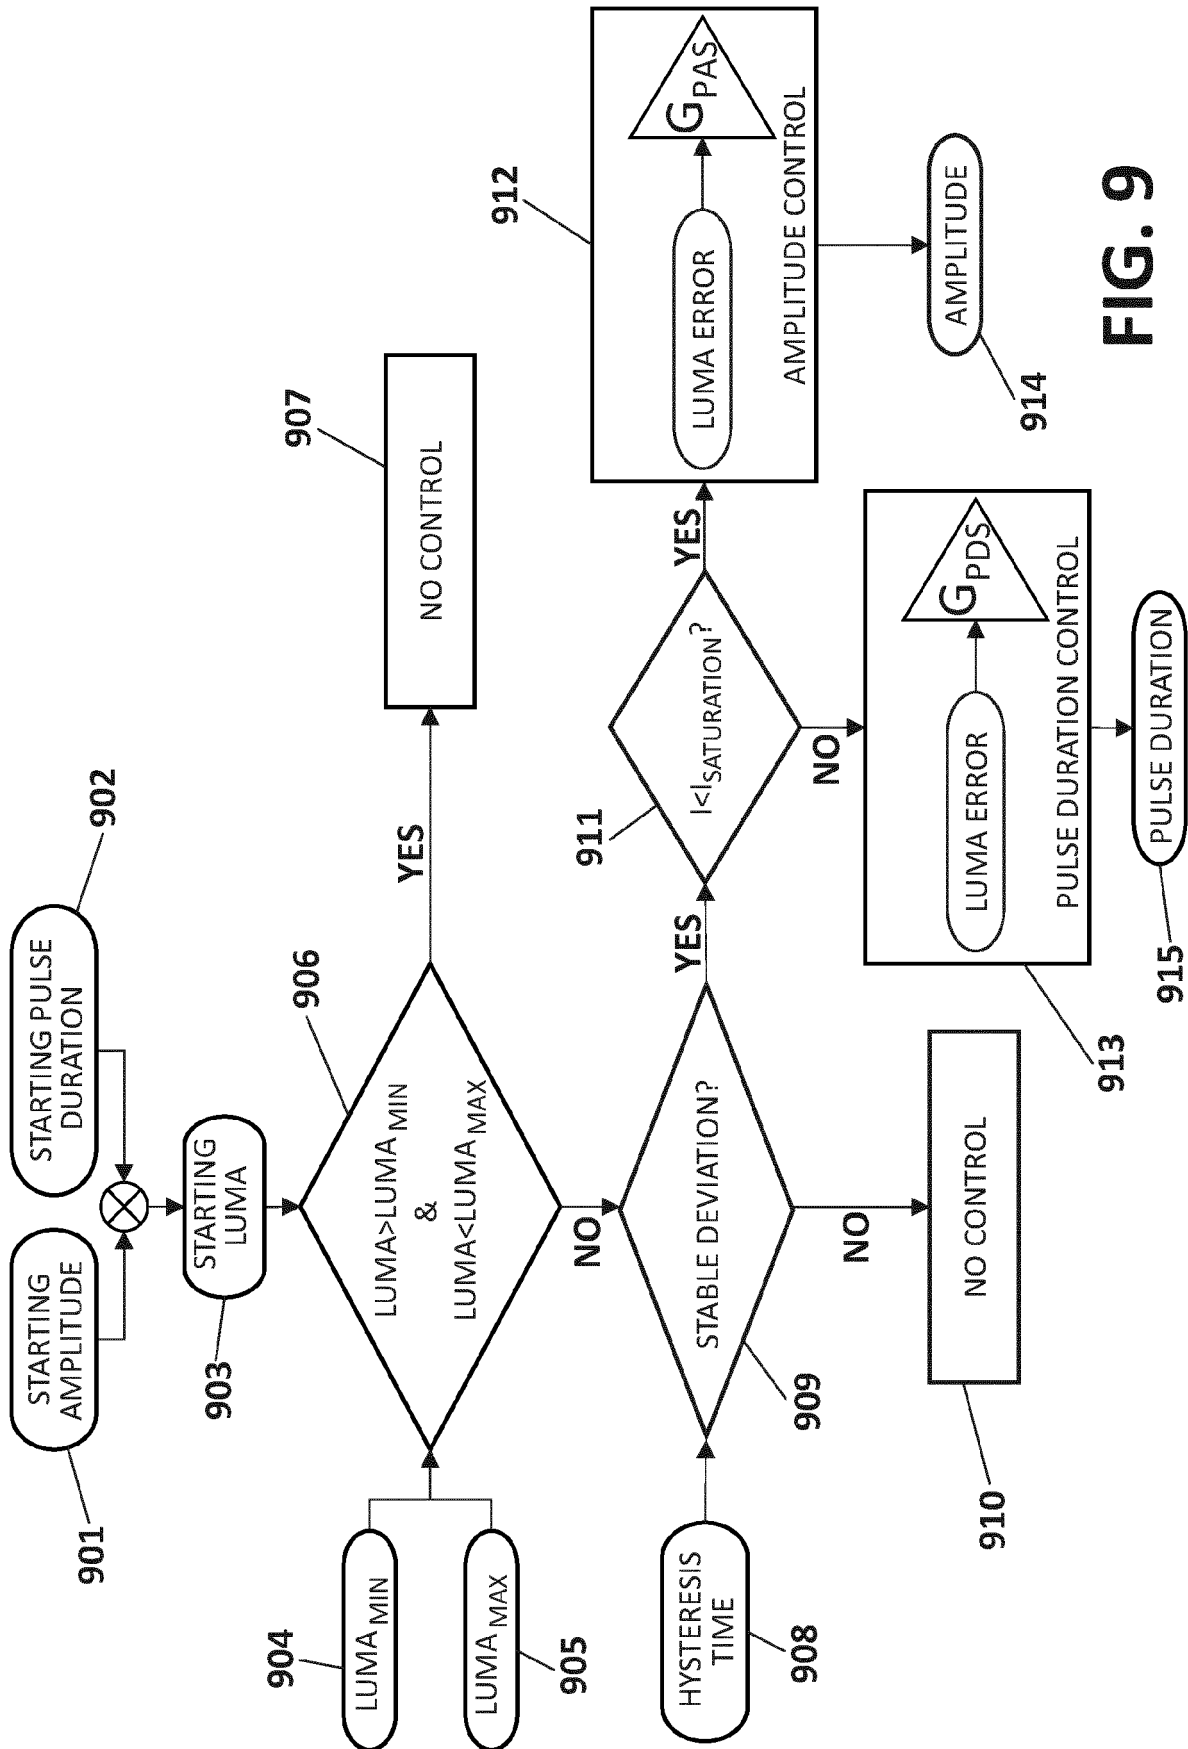 901
STARTING
AMPLITUDE
STARTING PULSE
DURATION
902
903
STARTING
LUMA
904
LUMAMIN
LUMAMAX
905
LUMA>LUMAMIN
&
LUMA<LUMAMAX
906
YES
NO CONTROL
907
NO
HYSTERESIS
TIME
908
STABLE DEVIATION?
909
NO
NO CONTROL
910
YES
I<ISATURATION?
911
YES
912
LUMA ERROR
GPAS
AMPLITUDE CONTROL
AMPLITUDE
914
NO
LUMA ERROR
GPDS
PULSE DURATION CONTROL
913
PULSE DURATION
915
FIG. 9